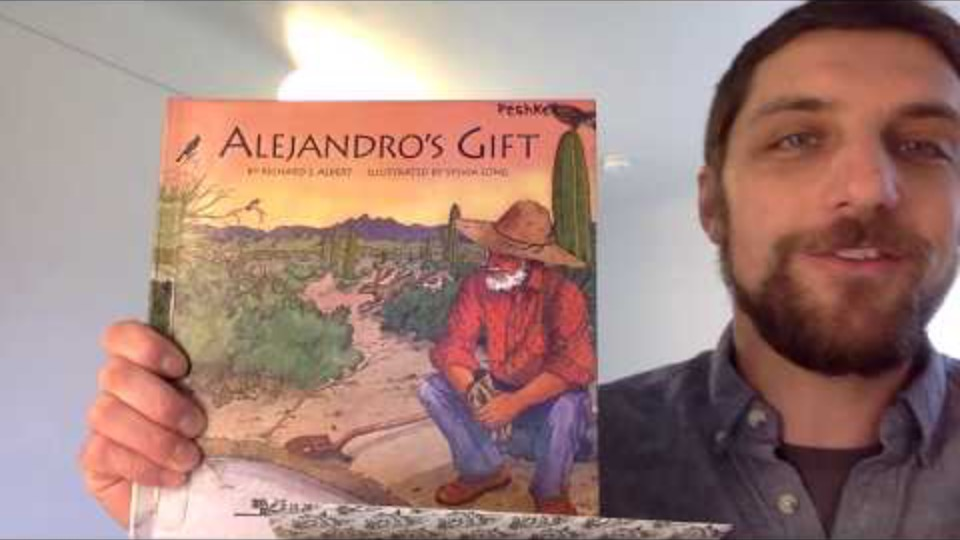 Peshke
ALEJANDRO'S GIFT
BY RICHARD E. ALBERT ILLUSTRATED BY SYLVIA LONG